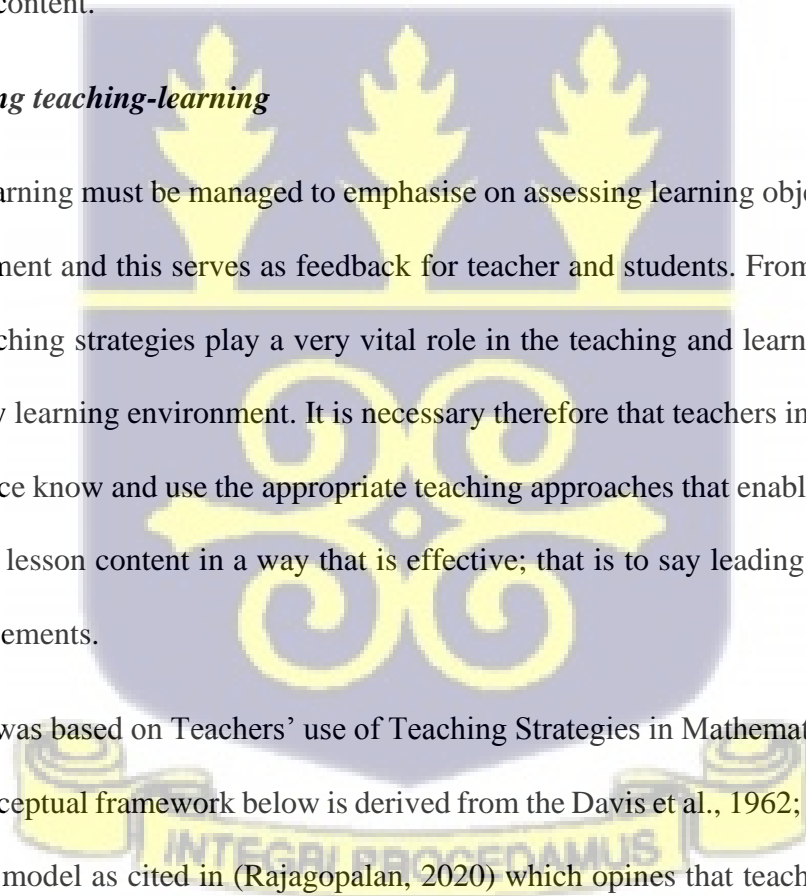 content.
ng teaching-learning
arning must be managed to emphasise on assessing learning obj
ment and this serves as feedback for teacher and students. From
ching strategies play a very vital role in the teaching and learn
y learning environment. It is necessary therefore that teachers in
ce know and use the appropriate teaching approaches that enabl
lesson content in a way that is effective; that is to say leading
ements.
was based on Teachers’ use of Teaching Strategies in Mathemat
ceptual framework below is derived from the Davis et al., 1962;
INTEGRI PROCEDAMUS
model as cited in (Rajagopalan, 2020) which opines that teach